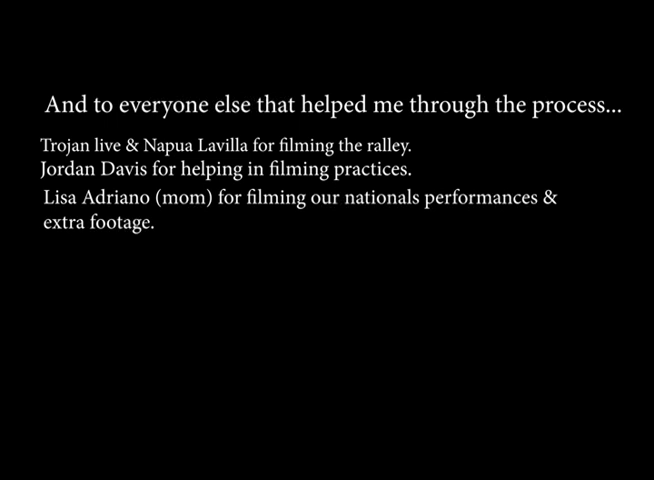 And to everyone else that helped me through the process...
Trojan live & Napua Lavilla for filming the ralley.
Jordan Davis for helping in filming practices.
Lisa Adriano (mom) for filming our nationals performances &
extra footage.